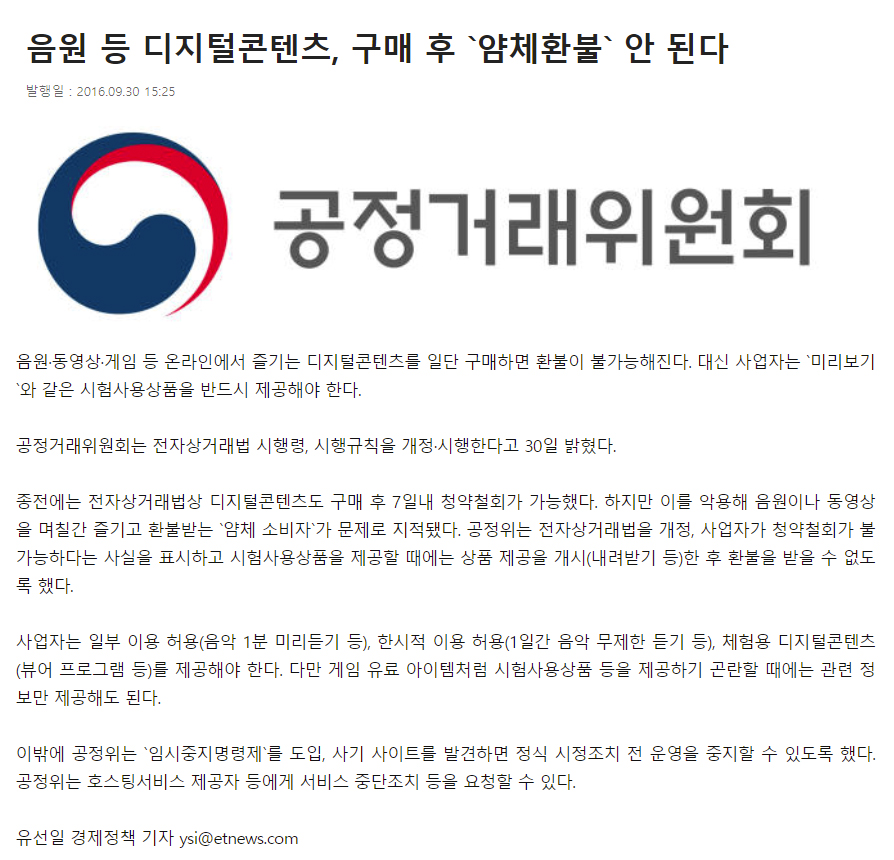 음원 등 디지털콘텐츠, 구매 후 `얌체환불` 안 된다
발행일 : 2016.09.30 15:25
공정거래위원회
음원·동영상·게임 등 온라인에서 즐기는 디지털콘텐츠를 일단 구매하면 환불이 불가능해진다. 대신 사업자는 `미리보기
`와 같은 시험사용상품을 반드시 제공해야 한다.
공정거래위원회는 전자상거래법 시행령, 시행규칙을 개정·시행한다고 30일 밝혔다.
종전에는 전자상거래법상 디지털콘텐츠도 구매 후 7일내 청약철회가 가능했다. 하지만 이를 악용해 음원이나 동영상
을 며칠간 즐기고 환불받는 `얌체 소비자`가 문제로 지적됐다. 공정위는 전자상거래법을 개정, 사업자가 청약철회가 불
가능하다는 사실을 표시하고 시험사용상품을 제공할 때에는 상품 제공을 개시(내려받기 등)한 후 환불을 받을 수 없도
록 했다.
사업자는 일부 이용 허용(음악 1분 미리듣기 등), 한시적 이용 허용(1일간 음악 무제한 듣기 등), 체험용 디지털콘텐츠
(뷰어 프로그램 등)를 제공해야 한다. 다만 게임 유료 아이템처럼 시험사용상품 등을 제공하기 곤란할 때에는 관련 정
보만 제공해도 된다.
이밖에 공정위는 `임시중지명령제`를 도입, 사기 사이트를 발견하면 정식 시정조치 전 운영을 중지할 수 있도록 했다.
공정위는 호스팅서비스 제공자 등에게 서비스 중단조치 등을 요청할 수 있다.
유선일 경제정책 기자 ysi@etnews.com